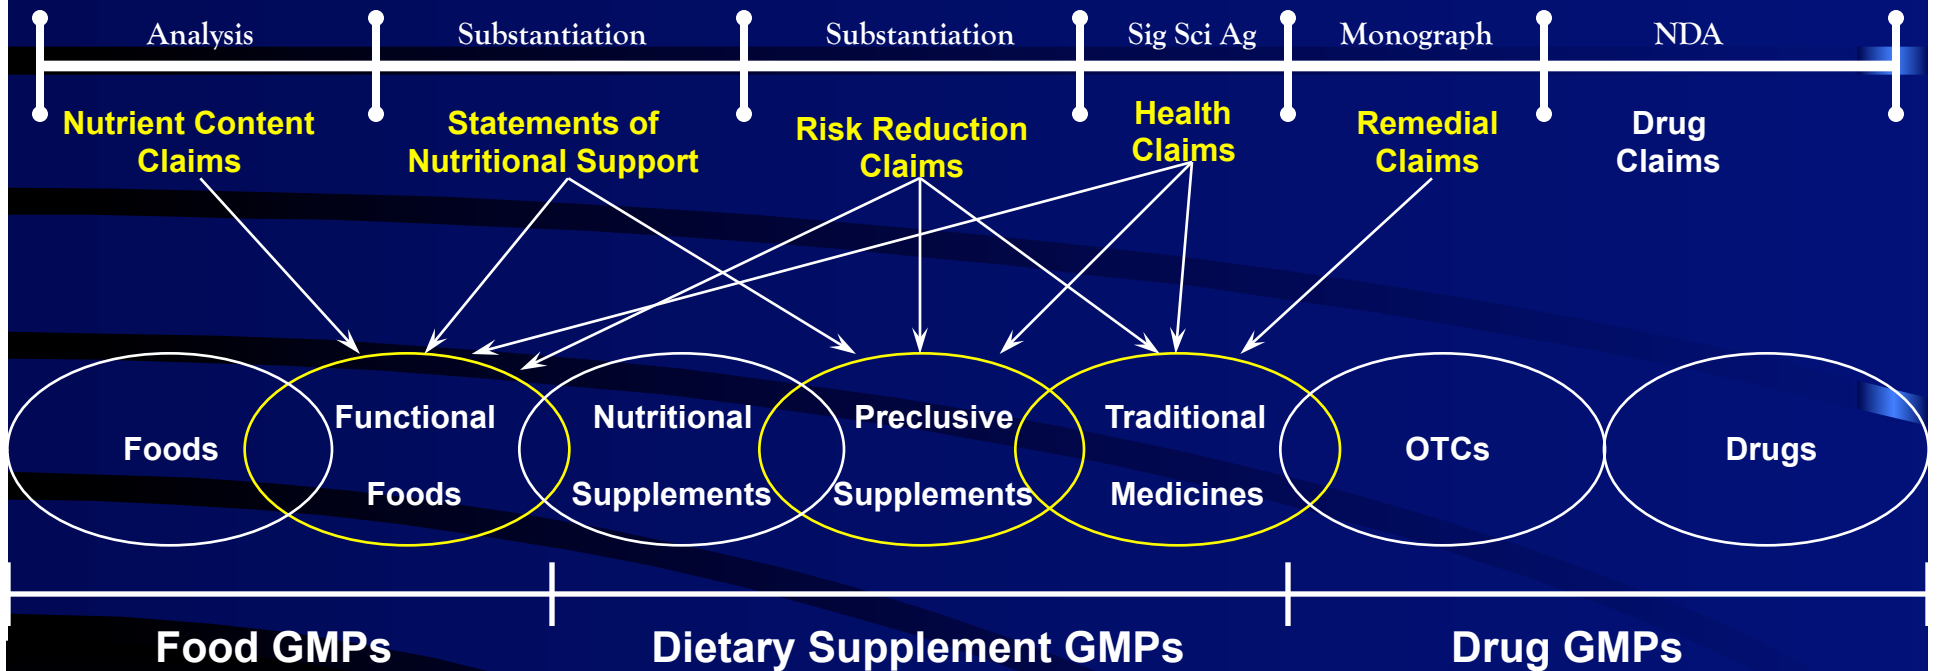 Analysis
Substantiation
Substantiation
Sig Sci Ag
Monograph
NDA
Nutrient Content
Claims
Statements of
Nutritional Support
Risk Reduction
Claims
Health
Claims
Remedial
Claims
Drug
Claims
Foods
Functional
Foods
Nutritional
Supplements
Preclusive
Supplements
Traditional
Medicines
OTCs
Drugs
Food GMPs
Dietary Supplement GMPs
Drug GMPs